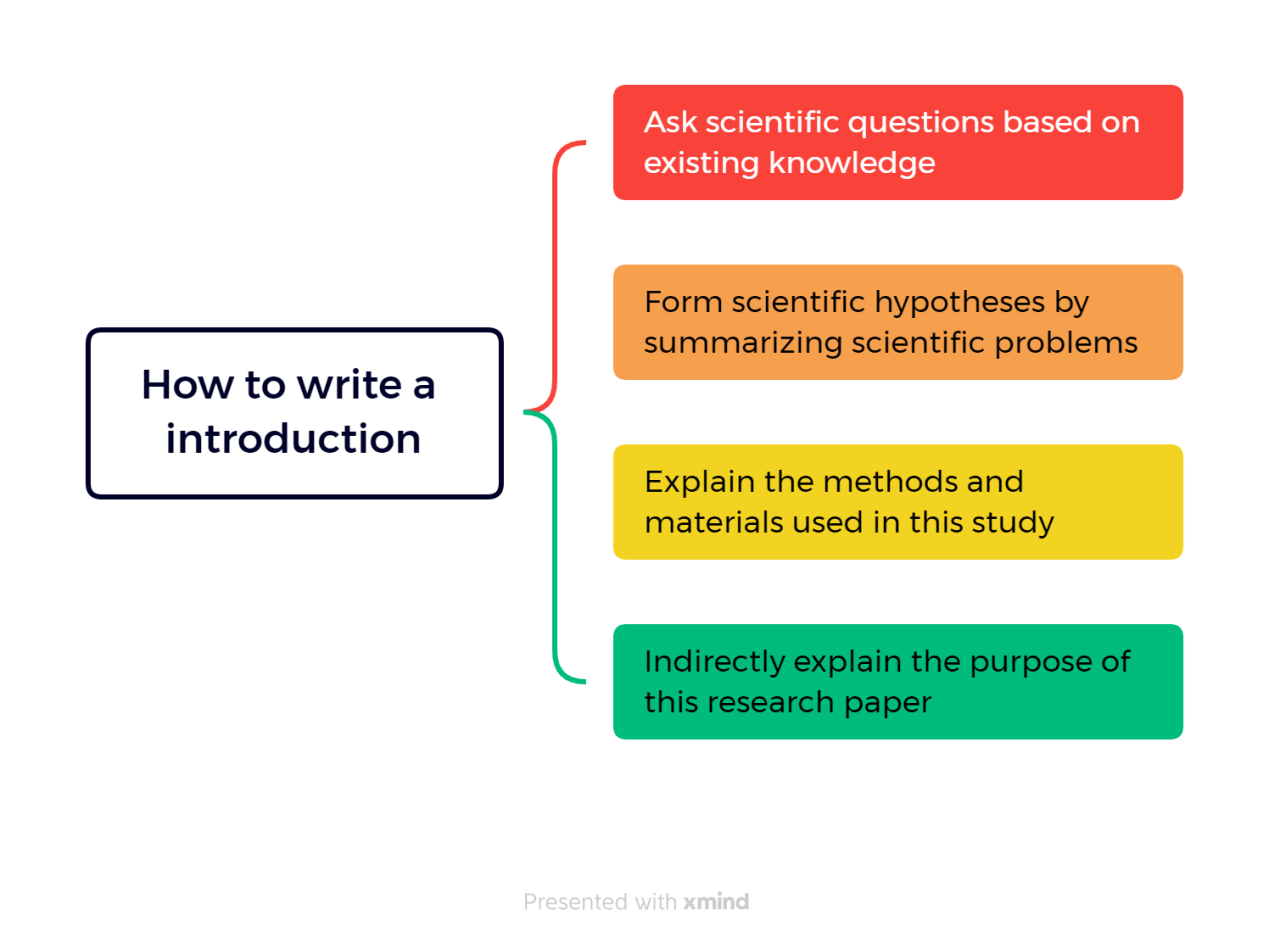 Ask scientific questions based on
existing knowledge
Form scientific hypotheses by
summarizing scientific problems
How to write a
introduction
Explain the methods and
materials used in this study
Indirectly explain the purpose of
this research paper
Presented with xmind